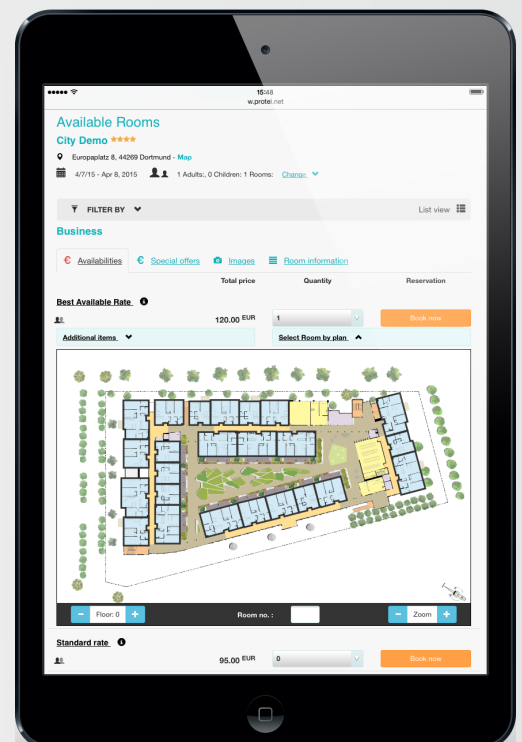 15:48
w.protel.net
Available Rooms
City Demo ★★★★
Europaplatz 8, 44269 Dortmund - Map
4/7/15 - Apr 8, 2015 1 Adults:, 0 Children: 1 Rooms: Change
FILTER BY List view
Business
€ Availabilities € Special offers Images Room information
Total price Quantity Reservation
Best Available Rate
120.00 EUR 1 Book now
Additional items Select Room by plan
- Floor: 0 + Room no. : - Zoom +
Standard rate
95.00 EUR 0 Book now